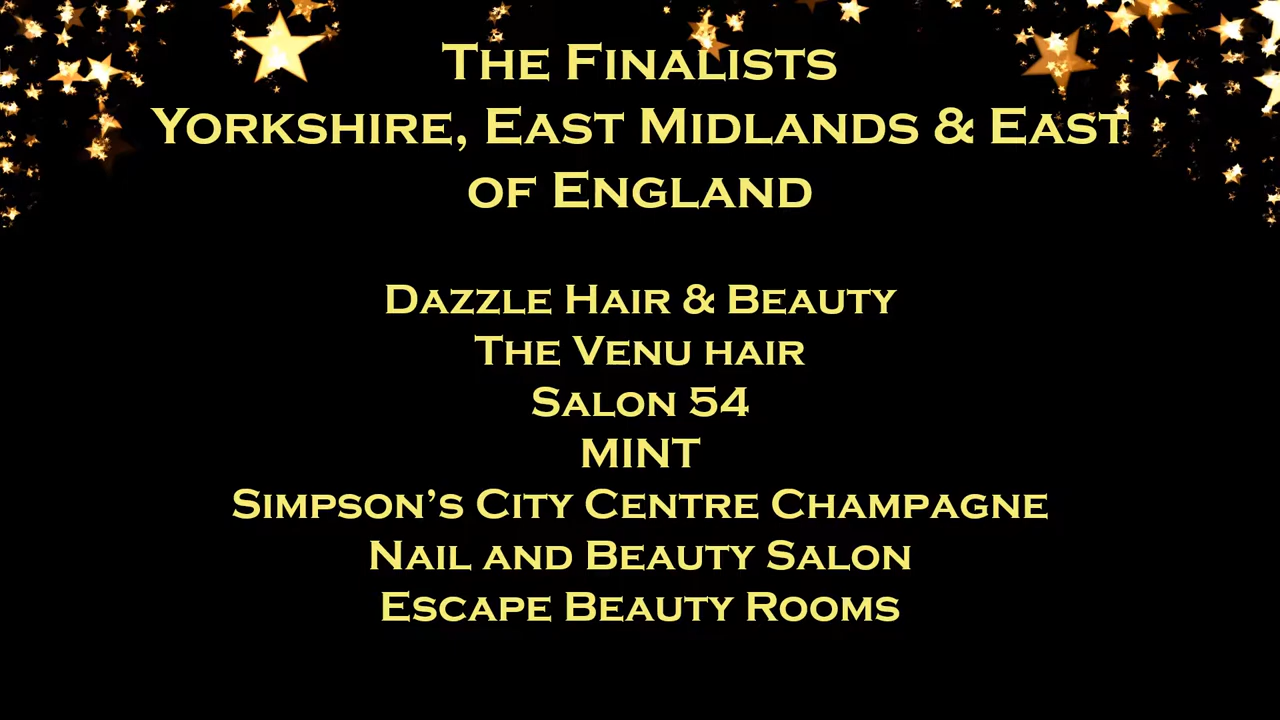 The Finalists
Yorkshire, East Midlands & East
of England
Dazzle Hair & Beauty
The Venu hair
Salon 54
MINT
Simpson’s City Centre Champagne
Nail and Beauty Salon
Escape Beauty Rooms